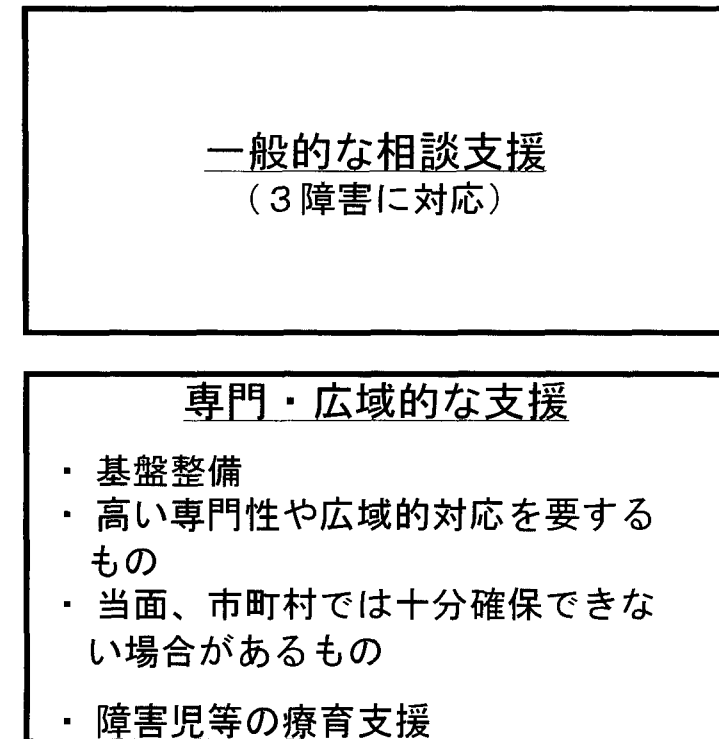 一般的な相談支援
(3障害に対応)
専門・広域的な支援
・ 基盤整備
・ 高い専門性や広域的対応を要する
もの
・ 当面、市町村では十分確保できな
い場合があるもの
・ 障害児等の療育支援